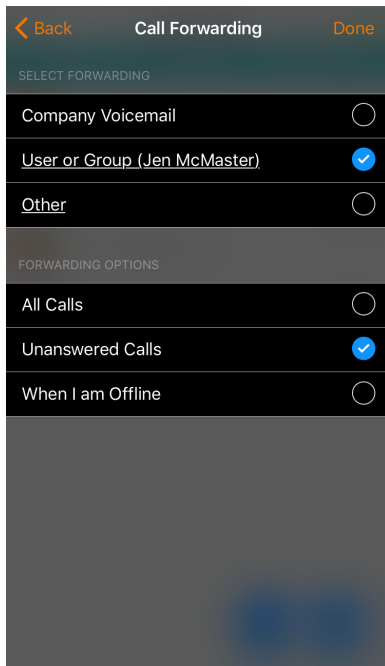 Back Call Forwarding Done
SELECT FORWARDING
Company Voicemail
User or Group (Jen McMaster)
Other
FORWARDING OPTIONS
All Calls
Unanswered Calls
When I am Offline